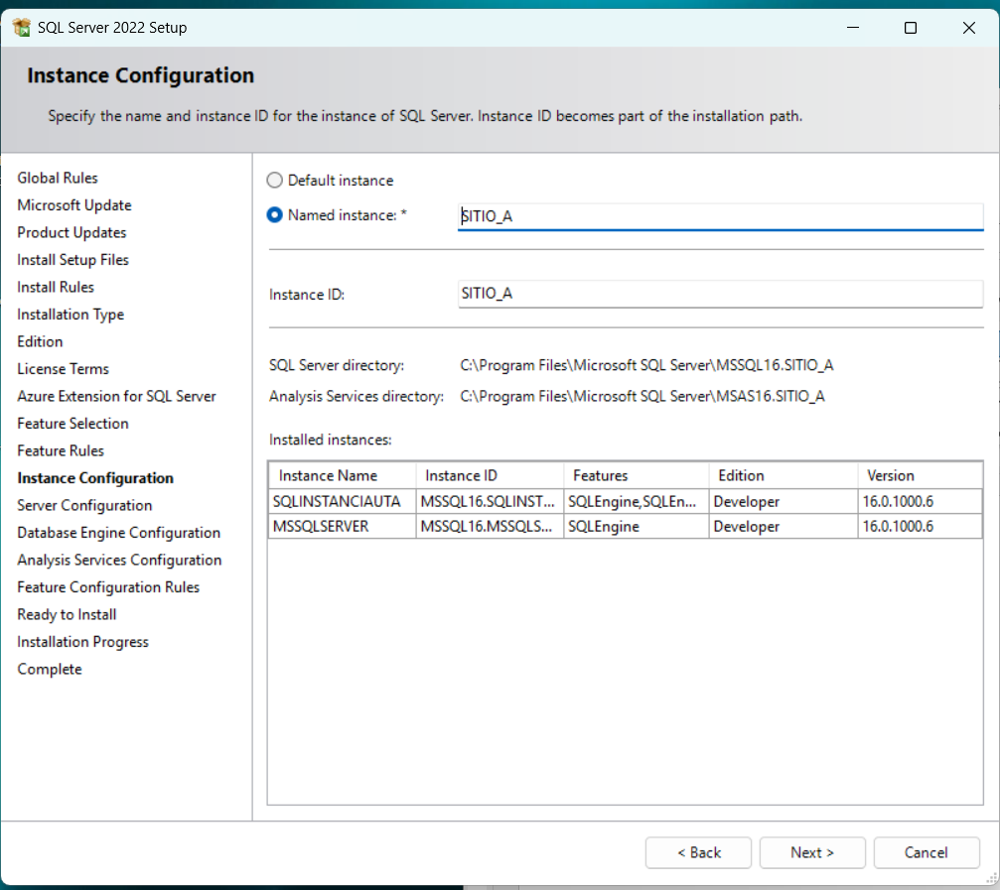 SQL Server 2022 Setup
Instance Configuration
Specify the name and instance ID for the instance of SQL Server. Instance ID becomes part of the installation path.
Global Rules
Microsoft Update
Product Updates
Install Setup Files
Install Rules
Installation Type
Edition
License Terms
Azure Extension for SQL Server
Feature Selection
Feature Rules
Instance Configuration
Server Configuration
Database Engine Configuration
Analysis Services Configuration
Feature Configuration Rules
Ready to Install
Installation Progress
Complete
Default instance
Named instance: * SITIO_A
Instance ID: SITIO_A
SQL Server directory: C:\Program Files\Microsoft SQL Server\MSSQL16.SITIO_A
Analysis Services directory: C:\Program Files\Microsoft SQL Server\MSAS16.SITIO_A
Installed instances:
Instance Name Instance ID Features Edition Version
SQLINSTANCIAUTA MSSQL16.SQLINST... SQLEngine,SQLEn... Developer 16.0.1000.6
MSSQLSERVER MSSQL16.MSSQLS... SQLEngine Developer 16.0.1000.6
< Back Next > Cancel